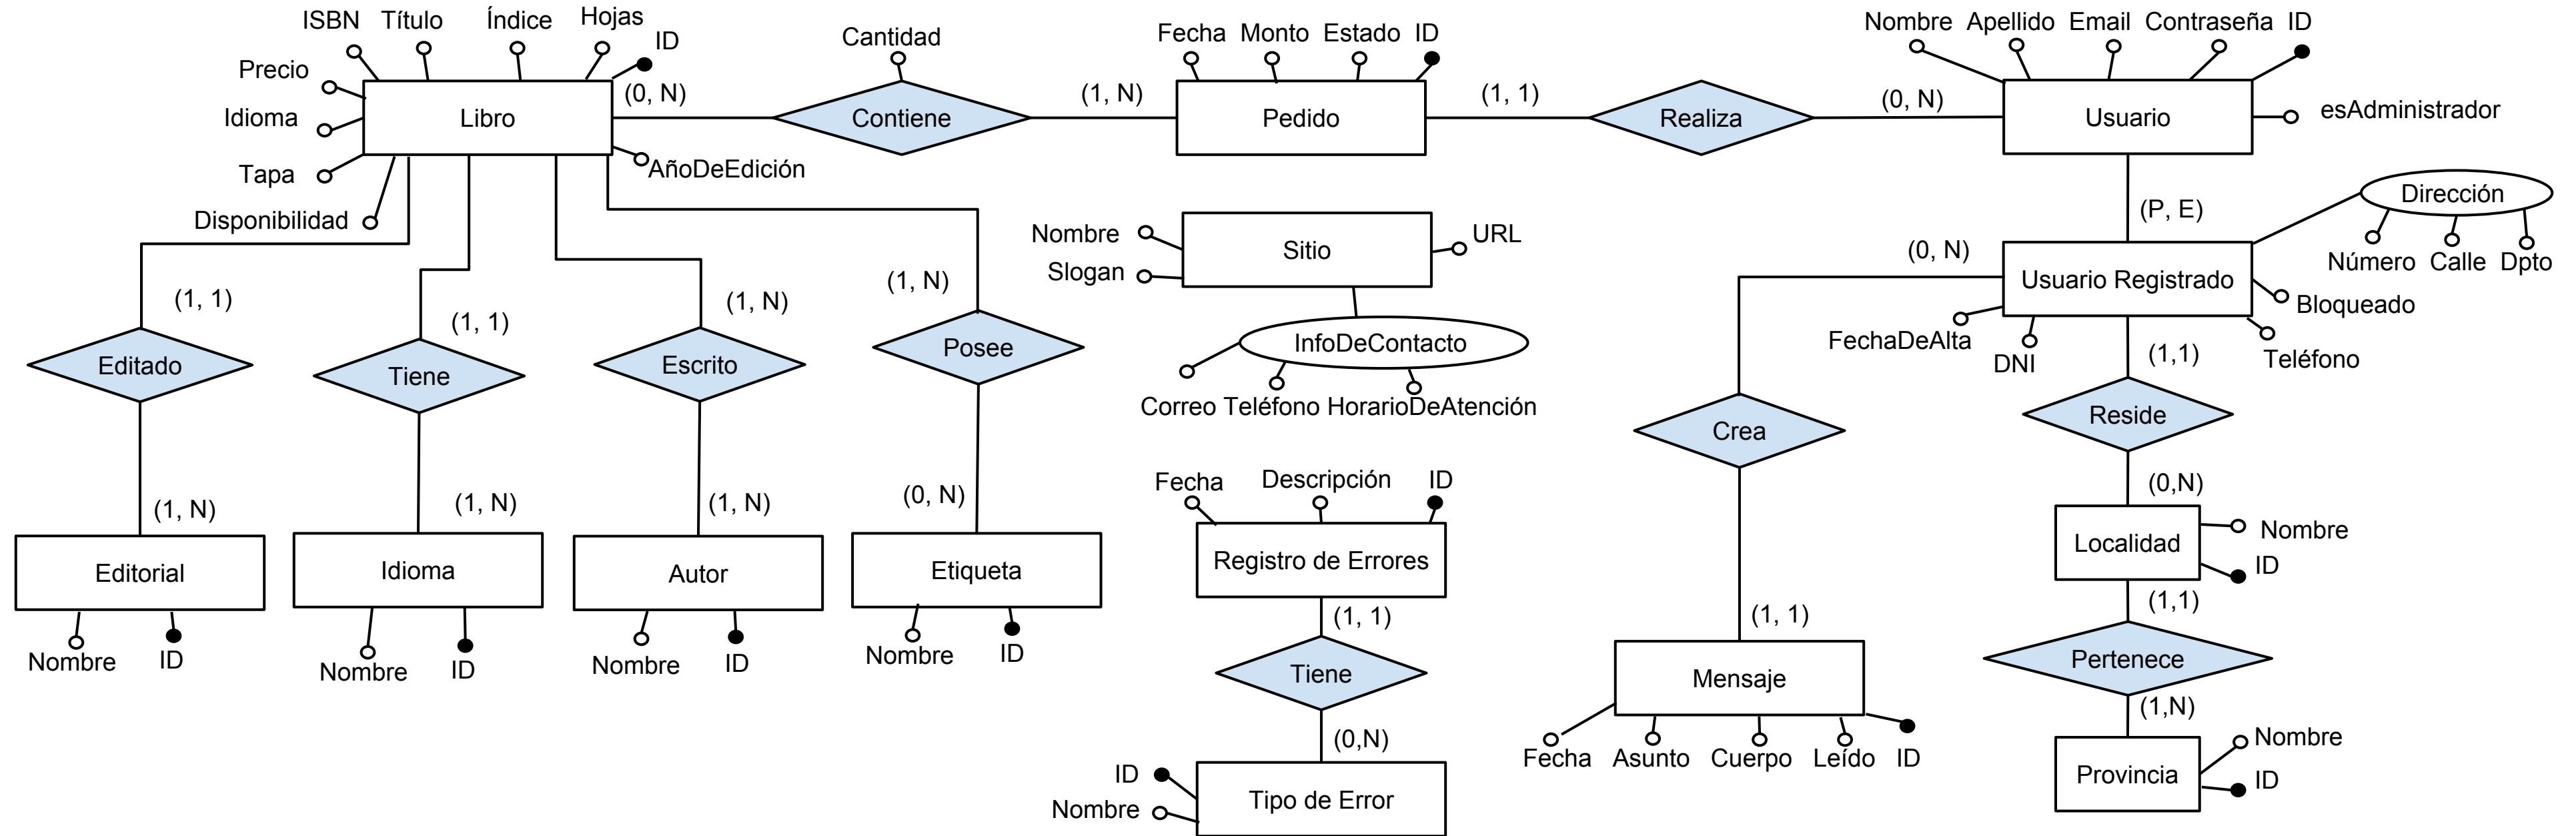 ISBN Título Índice Hojas
ID
Precio
Idioma
Tapa
Disponibilidad
AñoDeEdición
Libro
(0, N)
Cantidad
Contiene
(1, N)
Fecha Monto Estado ID
Pedido
(1, 1)
Realiza
(0, N)
Nombre Apellido Email Contraseña ID
Usuario
esAdministrador
(P, E)
Dirección
Número Calle Dpto
(0, N)
Usuario Registrado
Bloqueado
FechaDeAlta
DNI
Teléfono
Nombre
Slogan
Sitio
URL
InfoDeContacto
Correo Teléfono HorarioDeAtención
(1, 1)
Editado
(1, N)
Editorial
Nombre ID
(1, 1)
Tiene
(1, N)
Idioma
Nombre ID
(1, N)
Escrito
(1, N)
Autor
Nombre ID
(1, N)
Posee
(0, N)
Etiqueta
Nombre ID
Fecha Descripción ID
Registro de Errores
(1, 1)
Tiene
(0,N)
ID
Nombre
Tipo de Error
Crea
(1, 1)
Mensaje
Fecha Asunto Cuerpo Leído ID
(1,1)
Reside
(0,N)
Localidad
Nombre
ID
(1,1)
Pertenece
(1,N)
Provincia
Nombre
ID